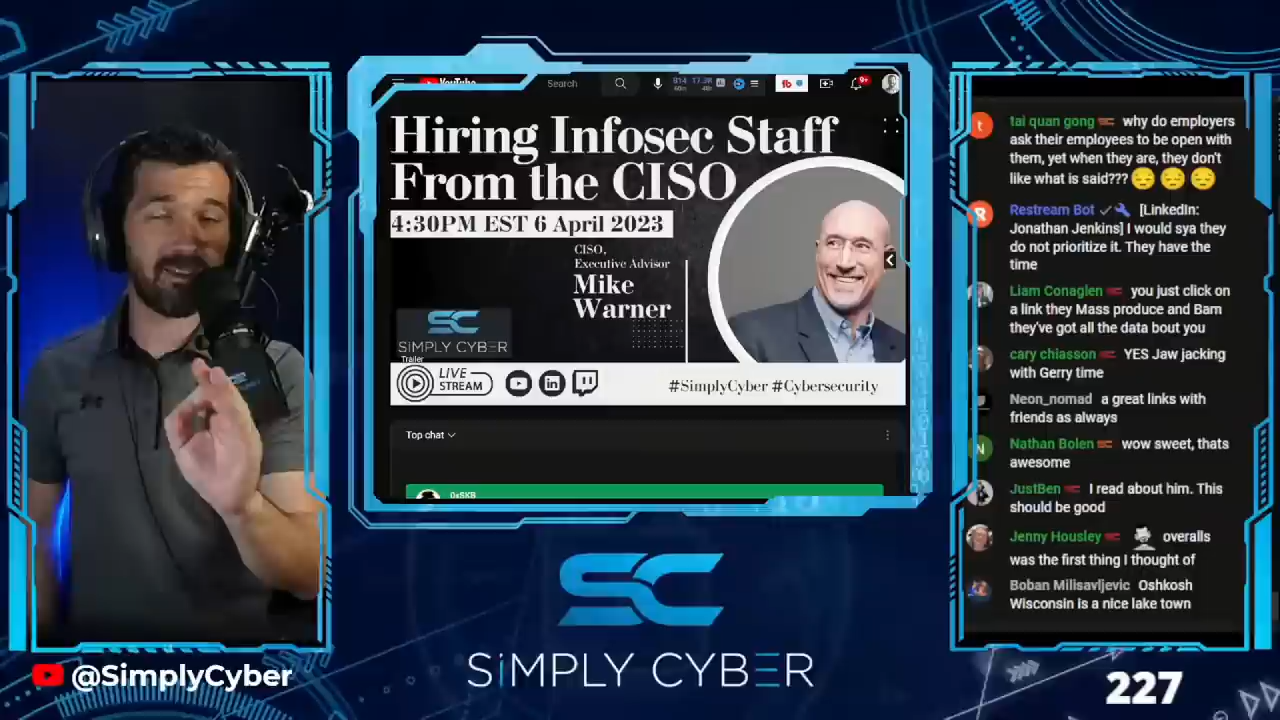 YouTube
Search
Hiring Infosec Staff
From the CISO
4:30PM EST 6 April 2023
CISO,
Executive Advisor
Mike
Warner
SC
SIMPLY CYBER
Trailer
LIVE
STREAM
#SimplyCyber #Cybersecurity
Top chat
0xSKB
SC
SIMPLY CYBER
@SimplyCyber
tai quan gong why do employers
ask their employees to be open with
them, yet when they are, they don't
like what is said???
Restream Bot [LinkedIn:
Jonathan Jenkins] I would sya they
do not prioritize it. They have the
time
Liam Conaglen you just click on
a link they Mass produce and Bam
they've got all the data bout you
cary chiasson YES Jaw jacking
with Gerry time
Neon_nomad a great links with
friends as always
Nathan Bolen wow sweet, thats
awesome
JustBen I read about him. This
should be good
Jenny Housley overalls
was the first thing I thought of
Boban Milisavljevic Oshkosh
Wisconsin is a nice lake town
227